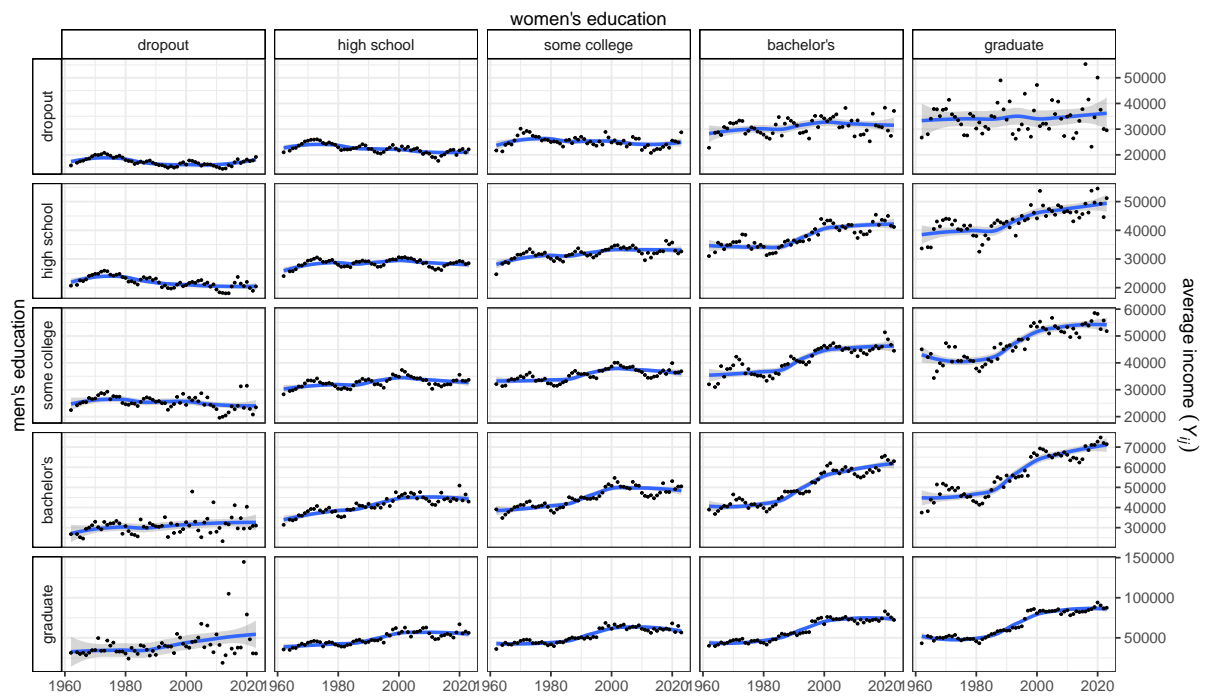 women's education
dropout high school some college bachelor's graduate
dropout
50000
40000
30000
20000
high school
50000
40000
30000
20000
some college
60000
50000
40000
30000
20000
bachelor's
70000
60000
50000
40000
30000
graduate
150000
100000
50000
men's education
average income (Yij)
1960 1980 2000 2020 1960 1980 2000 2020 1960 1980 2000 2020 1960 1980 2000 2020 1960 1980 2000 2020